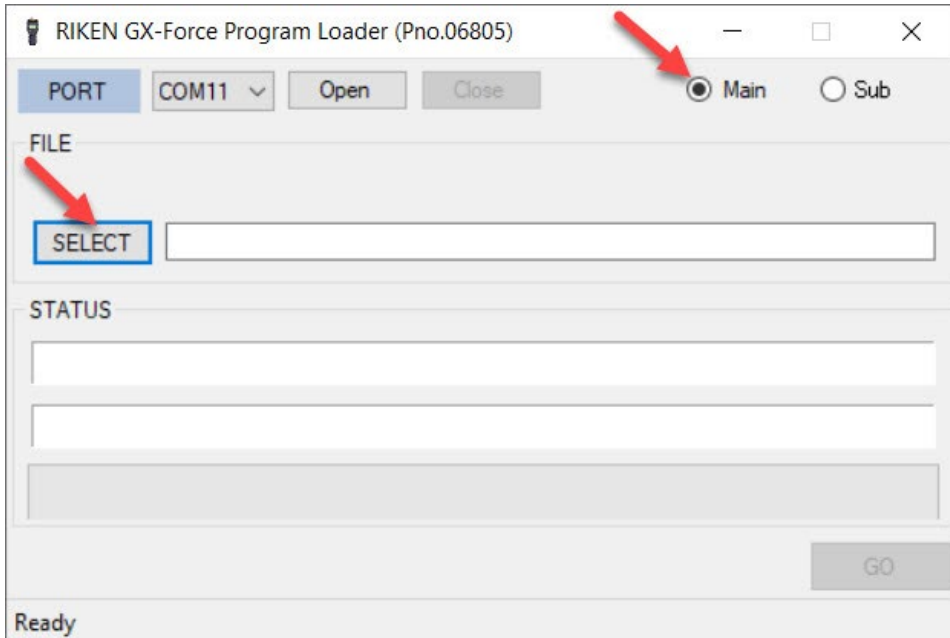 RIKEN GX-Force Program Loader (Pno.06805)
PORT COM11 Open Close Main Sub
FILE
SELECT
STATUS
GO
Ready